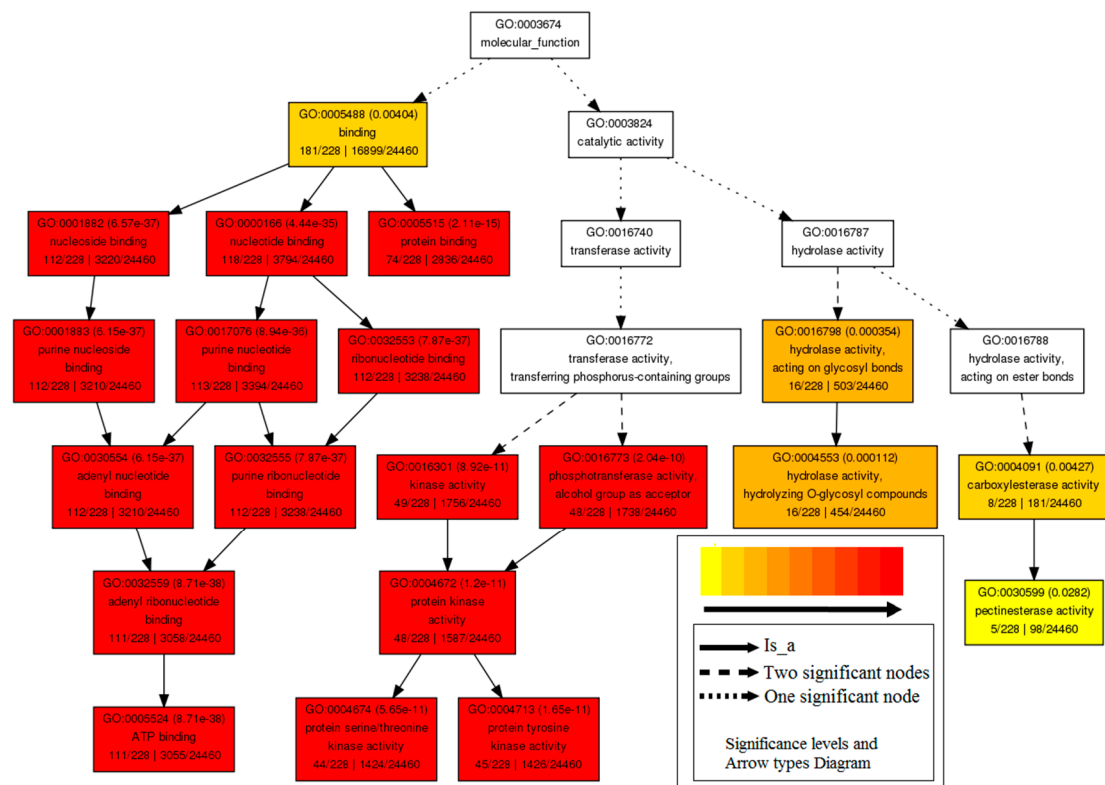 GO:0003674
molecular_function
GO:0005488 (0.00404)
binding
181/228 | 16899/24460
GO:0003824
catalytic activity
GO:0001882 (6.57e-37)
nucleoside binding
112/228 | 3220/24460
GO:0000166 (4.44e-35)
nucleotide binding
118/228 | 3794/24460
GO:0005515 (2.11e-15)
protein binding
74/228 | 2836/24460
GO:0016740
transferase activity
GO:0016787
hydrolase activity
GO:0001883 (6.15e-37)
purine nucleoside
binding
112/228 | 3210/24460
GO:0017076 (8.94e-36)
purine nucleotide
binding
113/228 | 3394/24460
GO:0032553 (7.87e-37)
ribonucleotide binding
112/228 | 3238/24460
GO:0016772
transferase activity,
transferring phosphorus-containing groups
GO:0016798 (0.000354)
hydrolase activity,
acting on glycosyl bonds
16/228 | 503/24460
GO:0016788
hydrolase activity,
acting on ester bonds
GO:0030554 (6.15e-37)
adenyl nucleotide
binding
112/228 | 3210/24460
GO:0032555 (7.87e-37)
purine ribonucleotide
binding
112/228 | 3238/24460
GO:0016301 (8.92e-11)
kinase activity
49/228 | 1756/24460
GO:0016773 (2.04e-10)
phosphotransferase activity,
alcohol group as acceptor
48/228 | 1738/24460
GO:0004553 (0.000112)
hydrolase activity,
hydrolyzing O-glycosyl compounds
16/228 | 454/24460
GO:0004091 (0.00427)
carboxylesterase activity
8/228 | 181/24460
GO:0032559 (8.71e-38)
adenyl ribonucleotide
binding
111/228 | 3058/24460
GO:0004672 (1.2e-11)
protein kinase
activity
48/228 | 1587/24460
GO:0030599 (0.0282)
pectinesterase activity
5/228 | 98/24460
GO:0005524 (8.71e-38)
ATP binding
111/228 | 3055/24460
GO:0004674 (5.65e-11)
protein serine/threonine
kinase activity
44/228 | 1424/24460
GO:0004713 (1.65e-11)
protein tyrosine
kinase activity
45/228 | 1426/24460
Is_a
Two significant nodes
One significant node
Significance levels and
Arrow types Diagram